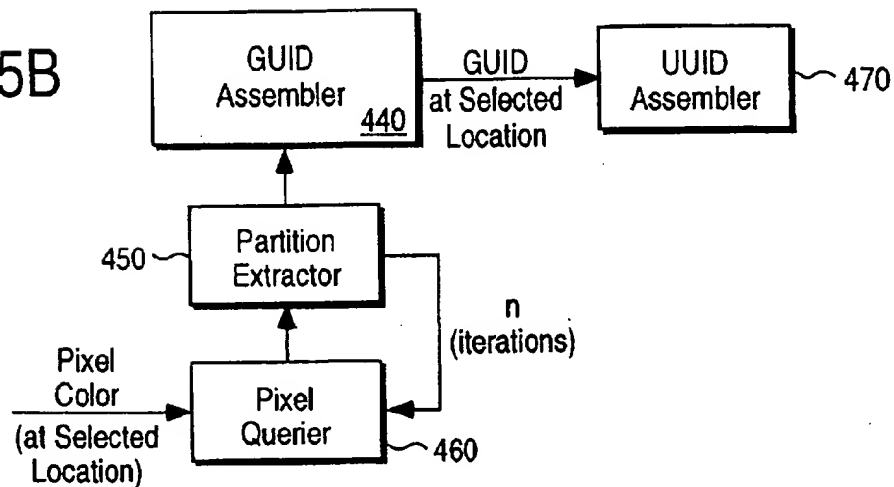 5B
GUID
Assembler
440
GUID
at Selected
Location
UUID
Assembler
470
450
Partition
Extractor
n
(iterations)
Pixel
Color
(at Selected
Location)
Pixel
Querier
460